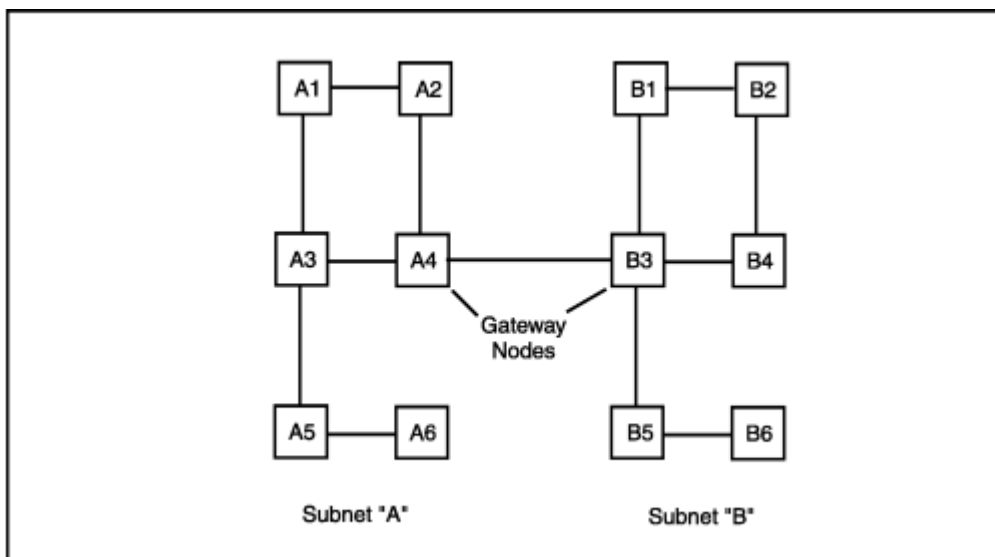 A1
A2
B1
B2
A3
A4
B3
B4
Gateway
Nodes
A5
A6
B5
B6
Subnet "A"
Subnet "B"